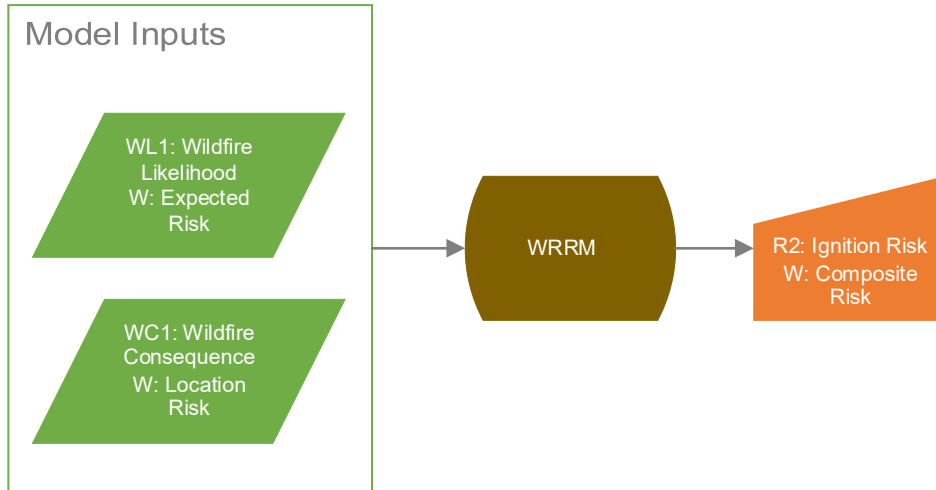 Model Inputs
WL1: Wildfire
Likelihood
W: Expected
Risk
WC1: Wildfire
Consequence
W: Location
Risk
WRRM
R2: Ignition Risk
W: Composite
Risk